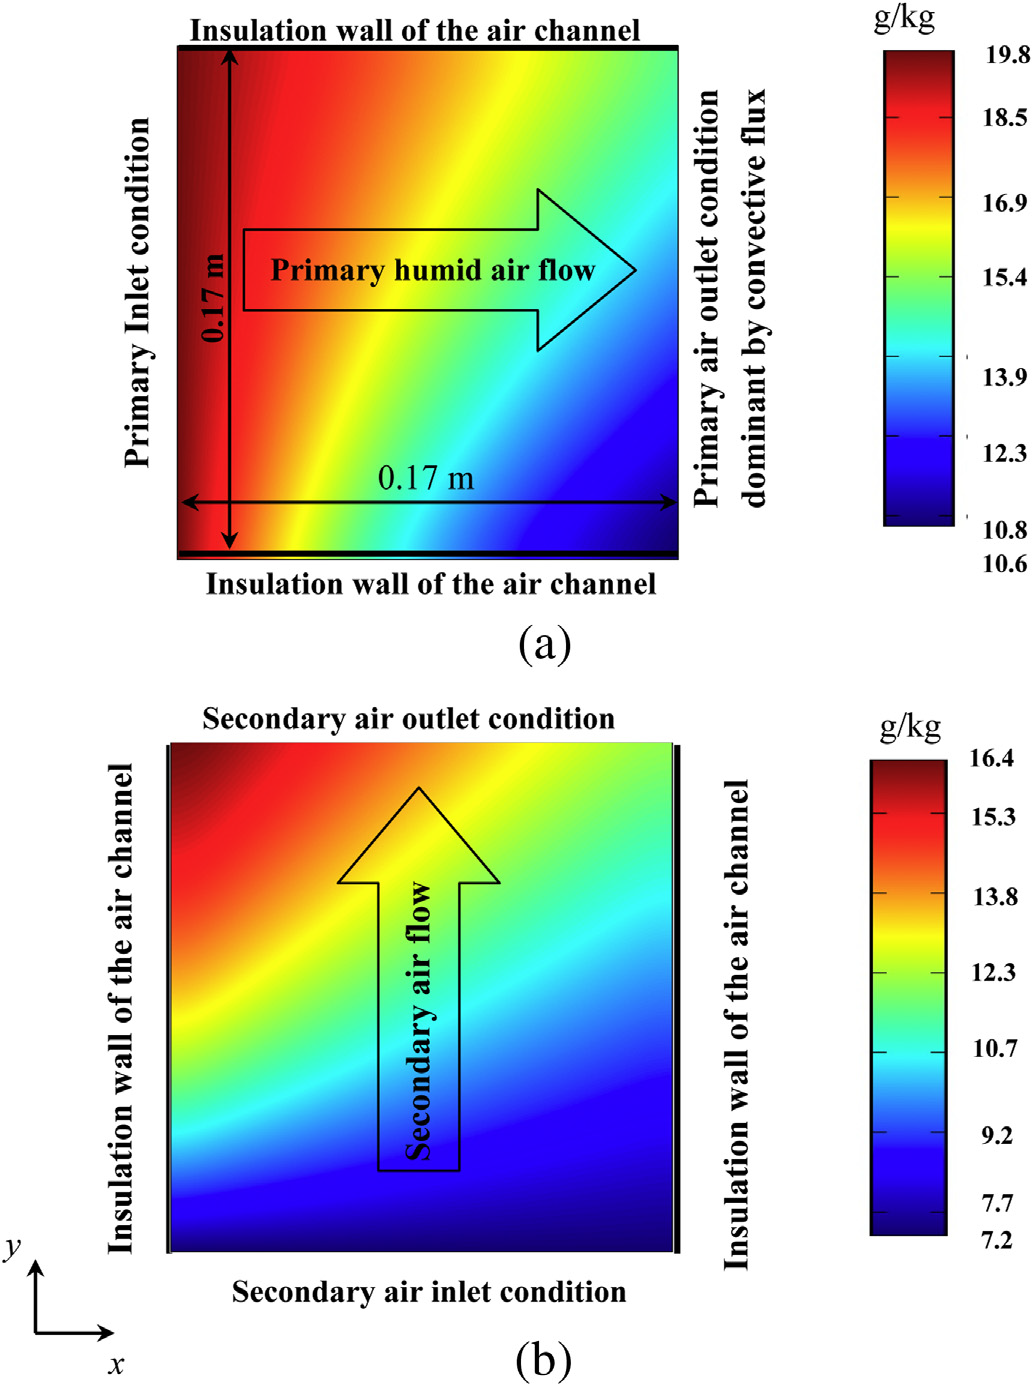 Insulation wall of the air channel
g/kg
Primary Inlet condition
0.17 m
Primary humid air flow
0.17 m
Primary air outlet condition
dominant by convective flux
19.8
18.5
16.9
15.4
13.9
12.3
10.8
10.6
Insulation wall of the air channel
(a)
Secondary air outlet condition
g/kg
Insulation wall of the air channel
Secondary air flow
Insulation wall of the air channel
16.4
15.3
13.8
12.3
10.7
9.2
7.7
7.2
y
x
Secondary air inlet condition
(b)